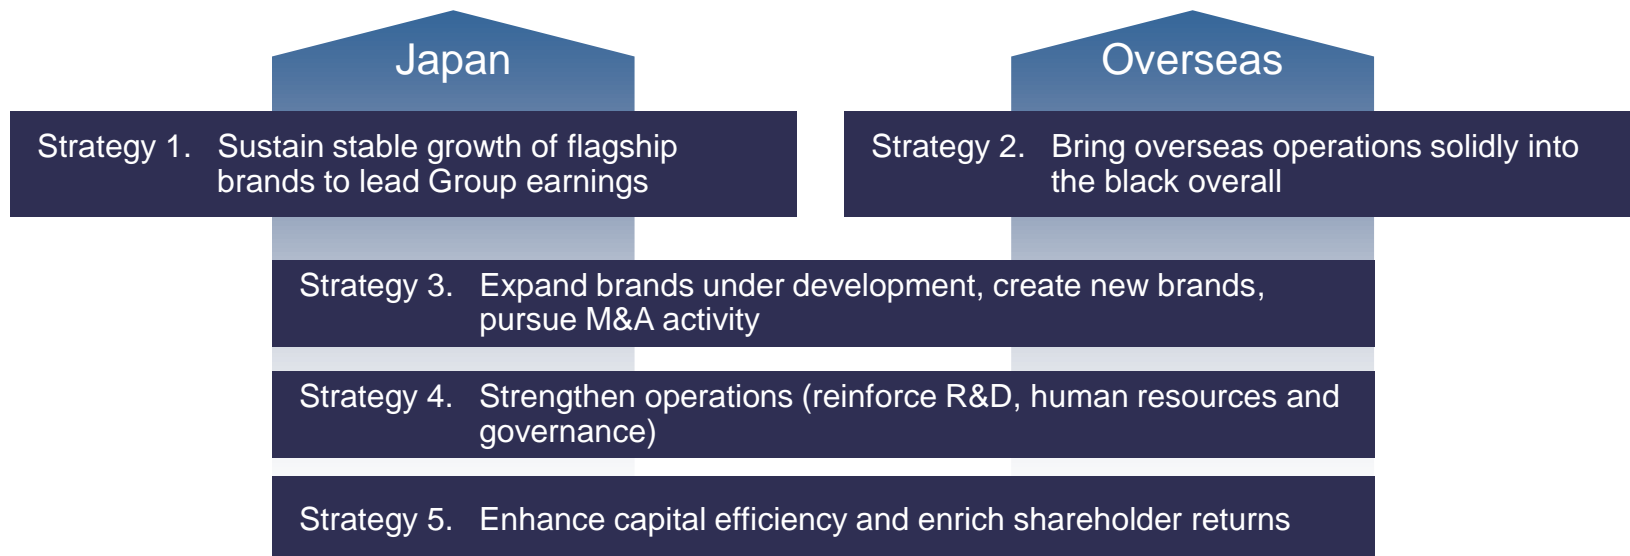 Japan
Overseas
Strategy 1. Sustain stable growth of flagship
brands to lead Group earnings
Strategy 2. Bring overseas operations solidly into
the black overall
Strategy 3. Expand brands under development, create new brands,
pursue M&A activity
Strategy 4. Strengthen operations (reinforce R&D, human resources and
governance)
Strategy 5. Enhance capital efficiency and enrich shareholder returns